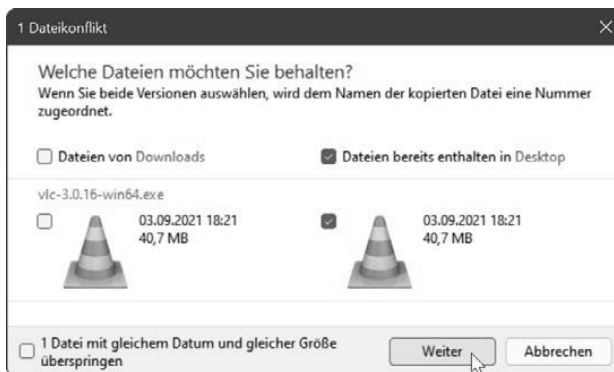 1 Dateikonflikt
Welche Dateien möchten Sie behalten?
Wenn Sie beide Versionen auswählen, wird dem Namen der kopierten Datei eine Nummer
zugeordnet.
Dateien von Downloads
Dateien bereits enthalten in Desktop
vlc-3.0.16-win64.exe
03.09.2021 18:21
40,7 MB
03.09.2021 18:21
40,7 MB
1 Datei mit gleichem Datum und gleicher Größe
überspringen
Weiter
Abbrechen